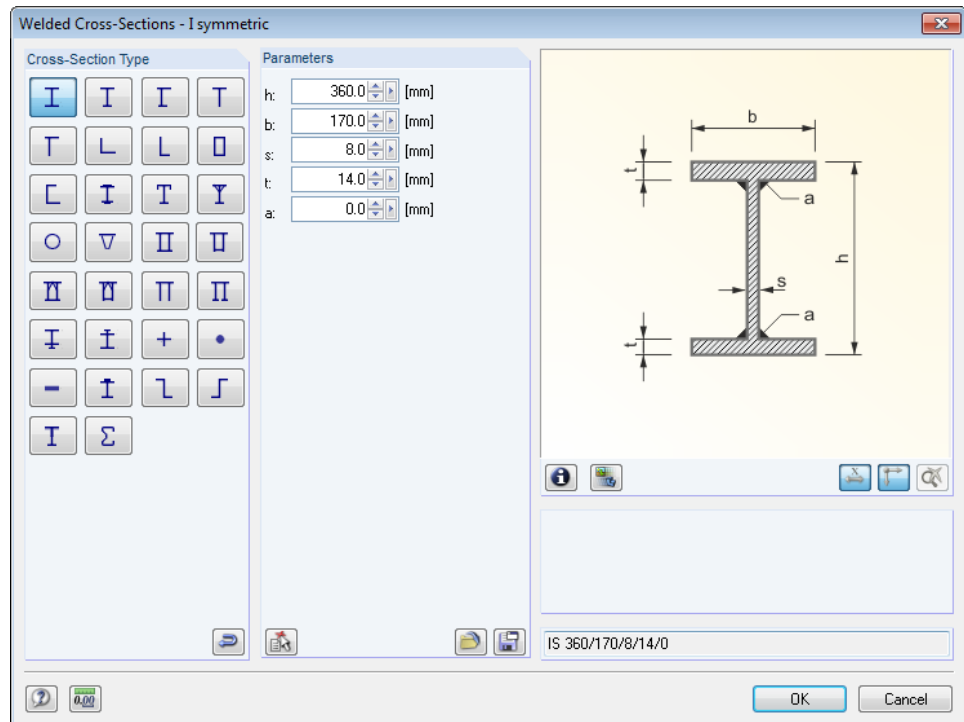 Welded Cross-Sections - I symmetric
Cross-Section Type
Parameters
h: 360.0 [mm]
b: 170.0 [mm]
s: 8.0 [mm]
t: 14.0 [mm]
a: 0.0 [mm]
b
t
a
h
s
a
t
x
IS 360/170/8/14/0
0.00
OK
Cancel